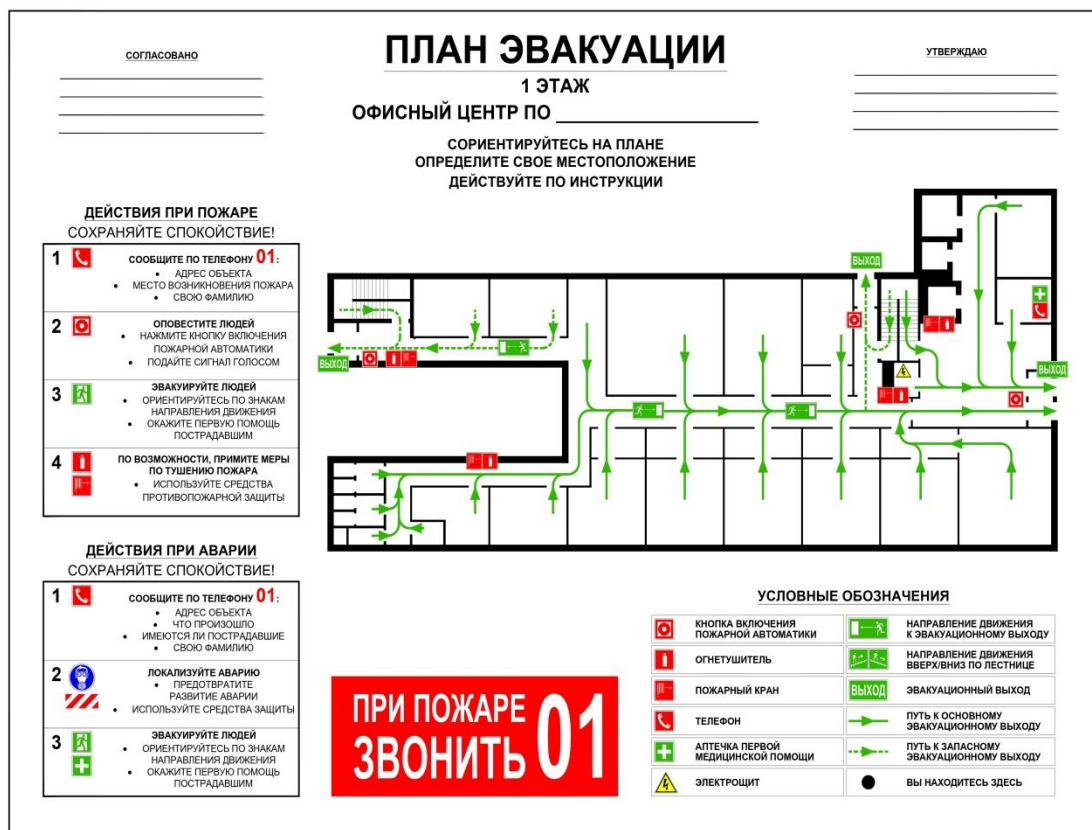 СОГЛАСОВАНО
ПЛАН ЭВАКУАЦИИ
1 ЭТАЖ
ОФИСНЫЙ ЦЕНТР ПО
УТВЕРЖДАЮ
СОРИЕНТИРУЙТЕСЬ НА ПЛАНЕ
ОПРЕДЕЛИТЕ СВОЕ МЕСТОПОЛОЖЕНИЕ
ДЕЙСТВУЙТЕ ПО ИНСТРУКЦИИ
ДЕЙСТВИЯ ПРИ ПОЖАРЕ
СОХРАНЯЙТЕ СПОКОЙСТВИЕ!
1 СООБЩИТЕ ПО ТЕЛЕФОНУ 01:
• АДРЕС ОБЪЕКТА
• МЕСТО ВОЗНИКНОВЕНИЯ ПОЖАРА
• СВОЮ ФАМИЛИЮ
2 ОПОВЕСТИТЕ ЛЮДЕЙ
• НАЖМИТЕ КНОПКУ ВКЛЮЧЕНИЯ
ПОЖАРНОЙ АВТОМАТИКИ
• ПОДАЙТЕ СИГНАЛ ГОЛОСОМ
3 ЭВАКУИРУЙТЕ ЛЮДЕЙ
• ОРИЕНТИРУЙТЕСЬ ПО ЗНАКАМ
НАПРАВЛЕНИЯ ДВИЖЕНИЯ
• ОКАЖИТЕ ПЕРВУЮ ПОМОЩЬ
ПОСТРАДАВШИМ
4 ПО ВОЗМОЖНОСТИ, ПРИМИТЕ МЕРЫ
ПО ТУШЕНИЮ ПОЖАРА
• ИСПОЛЬЗУЙТЕ СРЕДСТВА
ПРОТИВОПОЖАРНОЙ ЗАЩИТЫ
ДЕЙСТВИЯ ПРИ АВАРИИ
СОХРАНЯЙТЕ СПОКОЙСТВИЕ!
1 СООБЩИТЕ ПО ТЕЛЕФОНУ 01:
• АДРЕС ОБЪЕКТА
• ЧТО ПРОИЗОШЛО
• ИМЕЮТСЯ ЛИ ПОСТРАДАВШИЕ
• СВОЮ ФАМИЛИЮ
2 ЛОКАЛИЗУЙТЕ АВАРИЮ
• ПРЕДОТВРАТИТЕ
РАЗВИТИЕ АВАРИИ
• ИСПОЛЬЗУЙТЕ СРЕДСТВА ЗАЩИТЫ
3 ЭВАКУИРУЙТЕ ЛЮДЕЙ
• ОРИЕНТИРУЙТЕСЬ ПО ЗНАКАМ
НАПРАВЛЕНИЯ ДВИЖЕНИЯ
• ОКАЖИТЕ ПЕРВУЮ ПОМОЩЬ
ПОСТРАДАВШИМ
ВЫХОД
ВЫХОД
ВЫХОД
ПРИ ПОЖАРЕ
ЗВОНИТЬ 01
УСЛОВНЫЕ ОБОЗНАЧЕНИЯ
КНОПКА ВКЛЮЧЕНИЯ
ПОЖАРНОЙ АВТОМАТИКИ
ОГНЕТУШИТЕЛЬ
ПОЖАРНЫЙ КРАН
ТЕЛЕФОН
АПТЕЧКА ПЕРВОЙ
МЕДИЦИНСКОЙ ПОМОЩИ
ЭЛЕКТРОЩИТ
НАПРАВЛЕНИЕ ДВИЖЕНИЯ
К ЭВАКУАЦИОННОМУ ВЫХОДУ
НАПРАВЛЕНИЕ ДВИЖЕНИЯ
ВВЕРХ/ВНИЗ ПО ЛЕСТНИЦЕ
ВЫХОД ЭВАКУАЦИОННЫЙ ВЫХОД
ПУТЬ К ОСНОВНОМУ
ЭВАКУАЦИОННОМУ ВЫХОДУ
ПУТЬ К ЗАПАСНОМУ
ЭВАКУАЦИОННОМУ ВЫХОДУ
ВЫ НАХОДИТЕСЬ ЗДЕСЬ